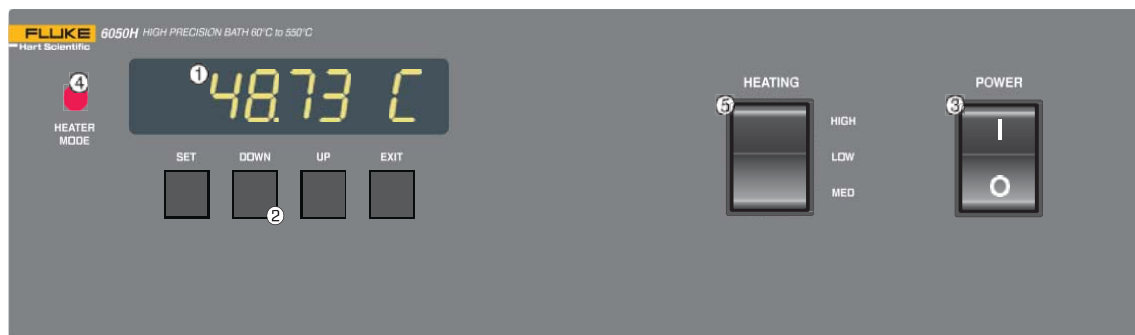 FLUKE 6050H HIGH PRECISION BATH 60°C to 550°C
Hart Scientific
④
HEATER
MODE
① 48.73 C
SET DOWN UP EXIT
②
HEATING
⑤
HIGH
LOW
MED
POWER
③
I
O